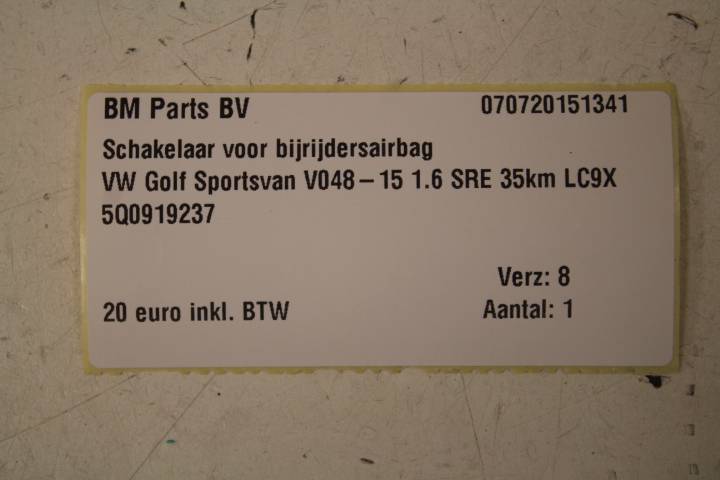 BM Parts BV 070720151341
Schakelaar voor bijrijdersairbag
VW Golf Sportsvan V048-15 1.6 SRE 35km LC9X
5Q0919237
Verz: 8
20 euro inkl. BTW Aantal: 1